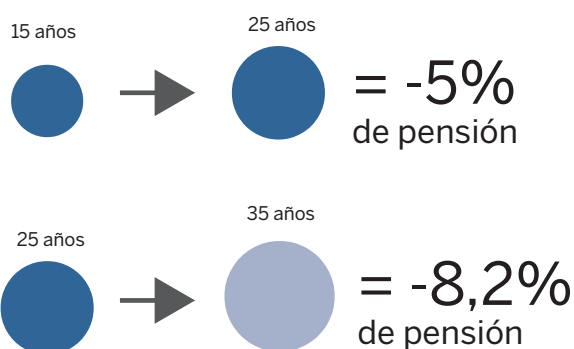 15 años
25 años
= -5%
de pensión
25 años
35 años
= -8,2%
de pensión